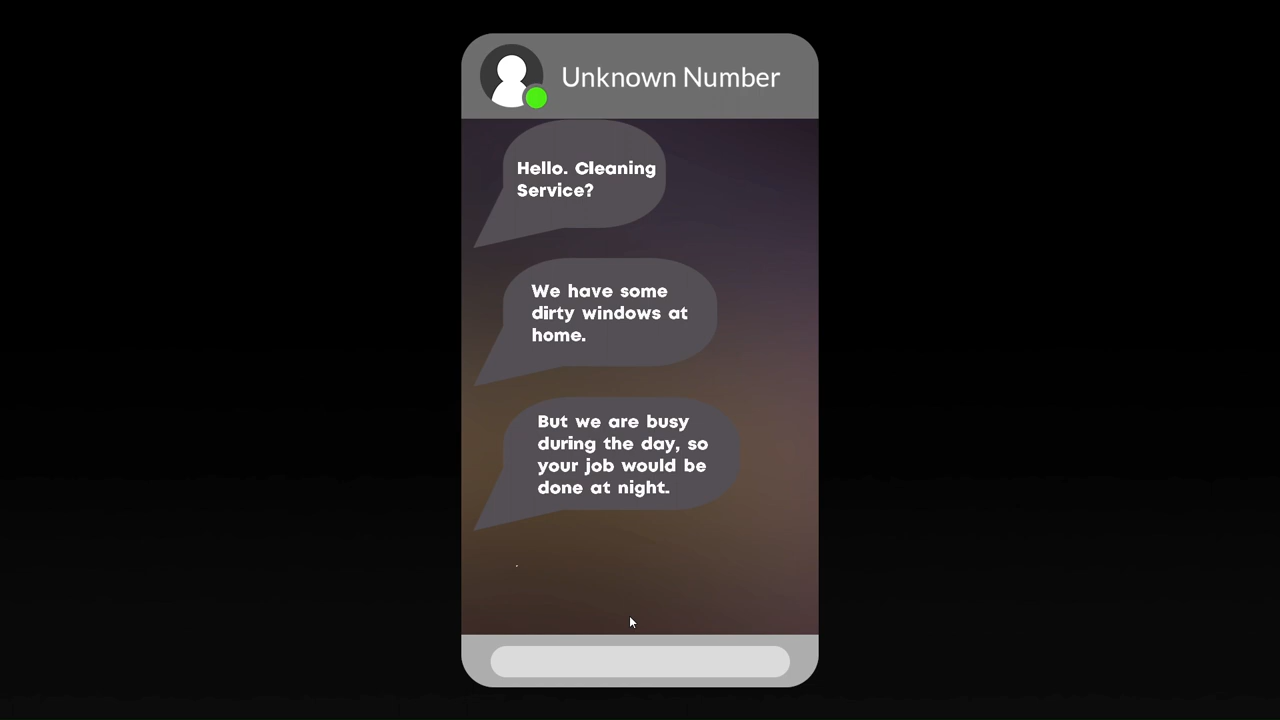 Unknown Number
Hello. Cleaning
Service?
We have some
dirty windows at
home.
But we are busy
during the day, so
your job would be
done at night.